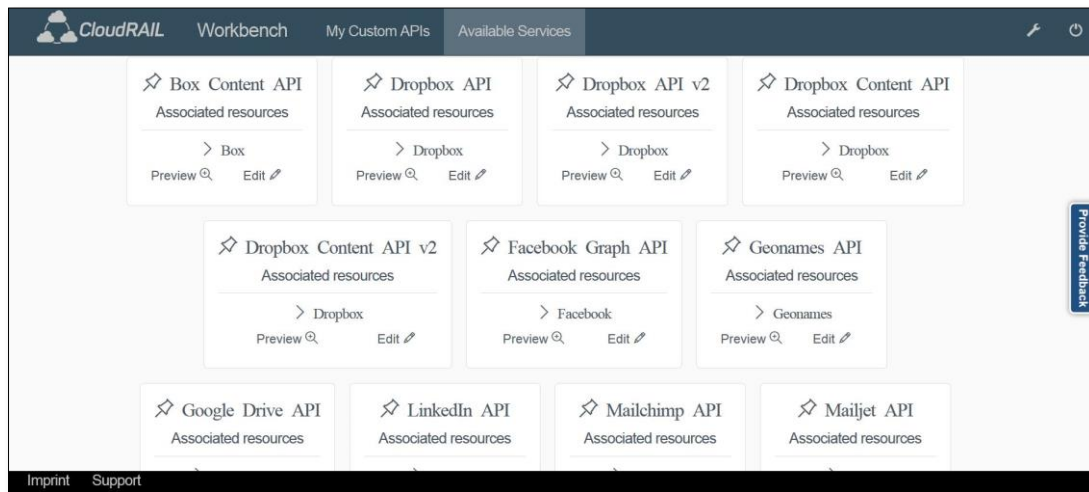 CloudRAIL Workbench My Custom APIs Available Services
Box Content API Dropbox API Dropbox API v2 Dropbox Content API
Associated resources Associated resources Associated resources Associated resources
Box Dropbox Dropbox Dropbox
Preview Edit Preview Edit Preview Edit Preview Edit
Provide Feedback
Dropbox Content API v2 Facebook Graph API Geonames API
Associated resources Associated resources Associated resources
Dropbox Facebook Geonames
Preview Edit Preview Edit Preview Edit
Google Drive API LinkedIn API Mailchimp API Mailjet API
Associated resources Associated resources Associated resources Associated resources
Imprint Support